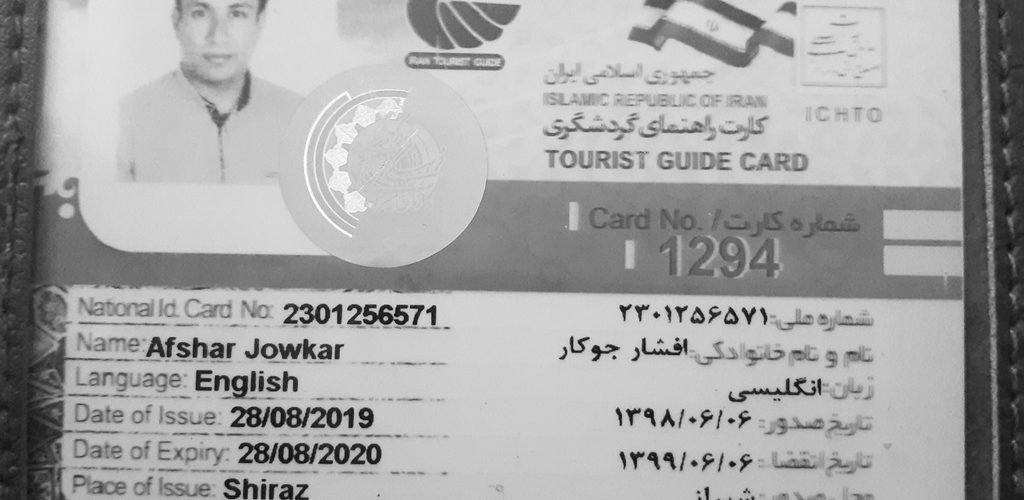 IRAN TOURIST GUIDE
جمهوری اسلامی ایران
ISLAMIC REPUBLIC OF IRAN
ICHTO
کارت راهنمای گردشگری
TOURIST GUIDE CARD
Card No. / شماره کارت
1294
National Id. Card No: 2301256571
شماره ملی: ۲۳۰۱۲۵۶۵۷۱
Name: Afshar Jowkar
نام و نام خانوادگی: افشار جوکار
Language: English
زبان: انگلیسی
Date of Issue: 28/08/2019
تاریخ صدور: ۱۳۹۸/۰۶/۰۶
Date of Expiry: 28/08/2020
تاریخ انقضا: ۱۳۹۹/۰۶/۰۶
Place of Issue: Shiraz
محل صدور: شیراز